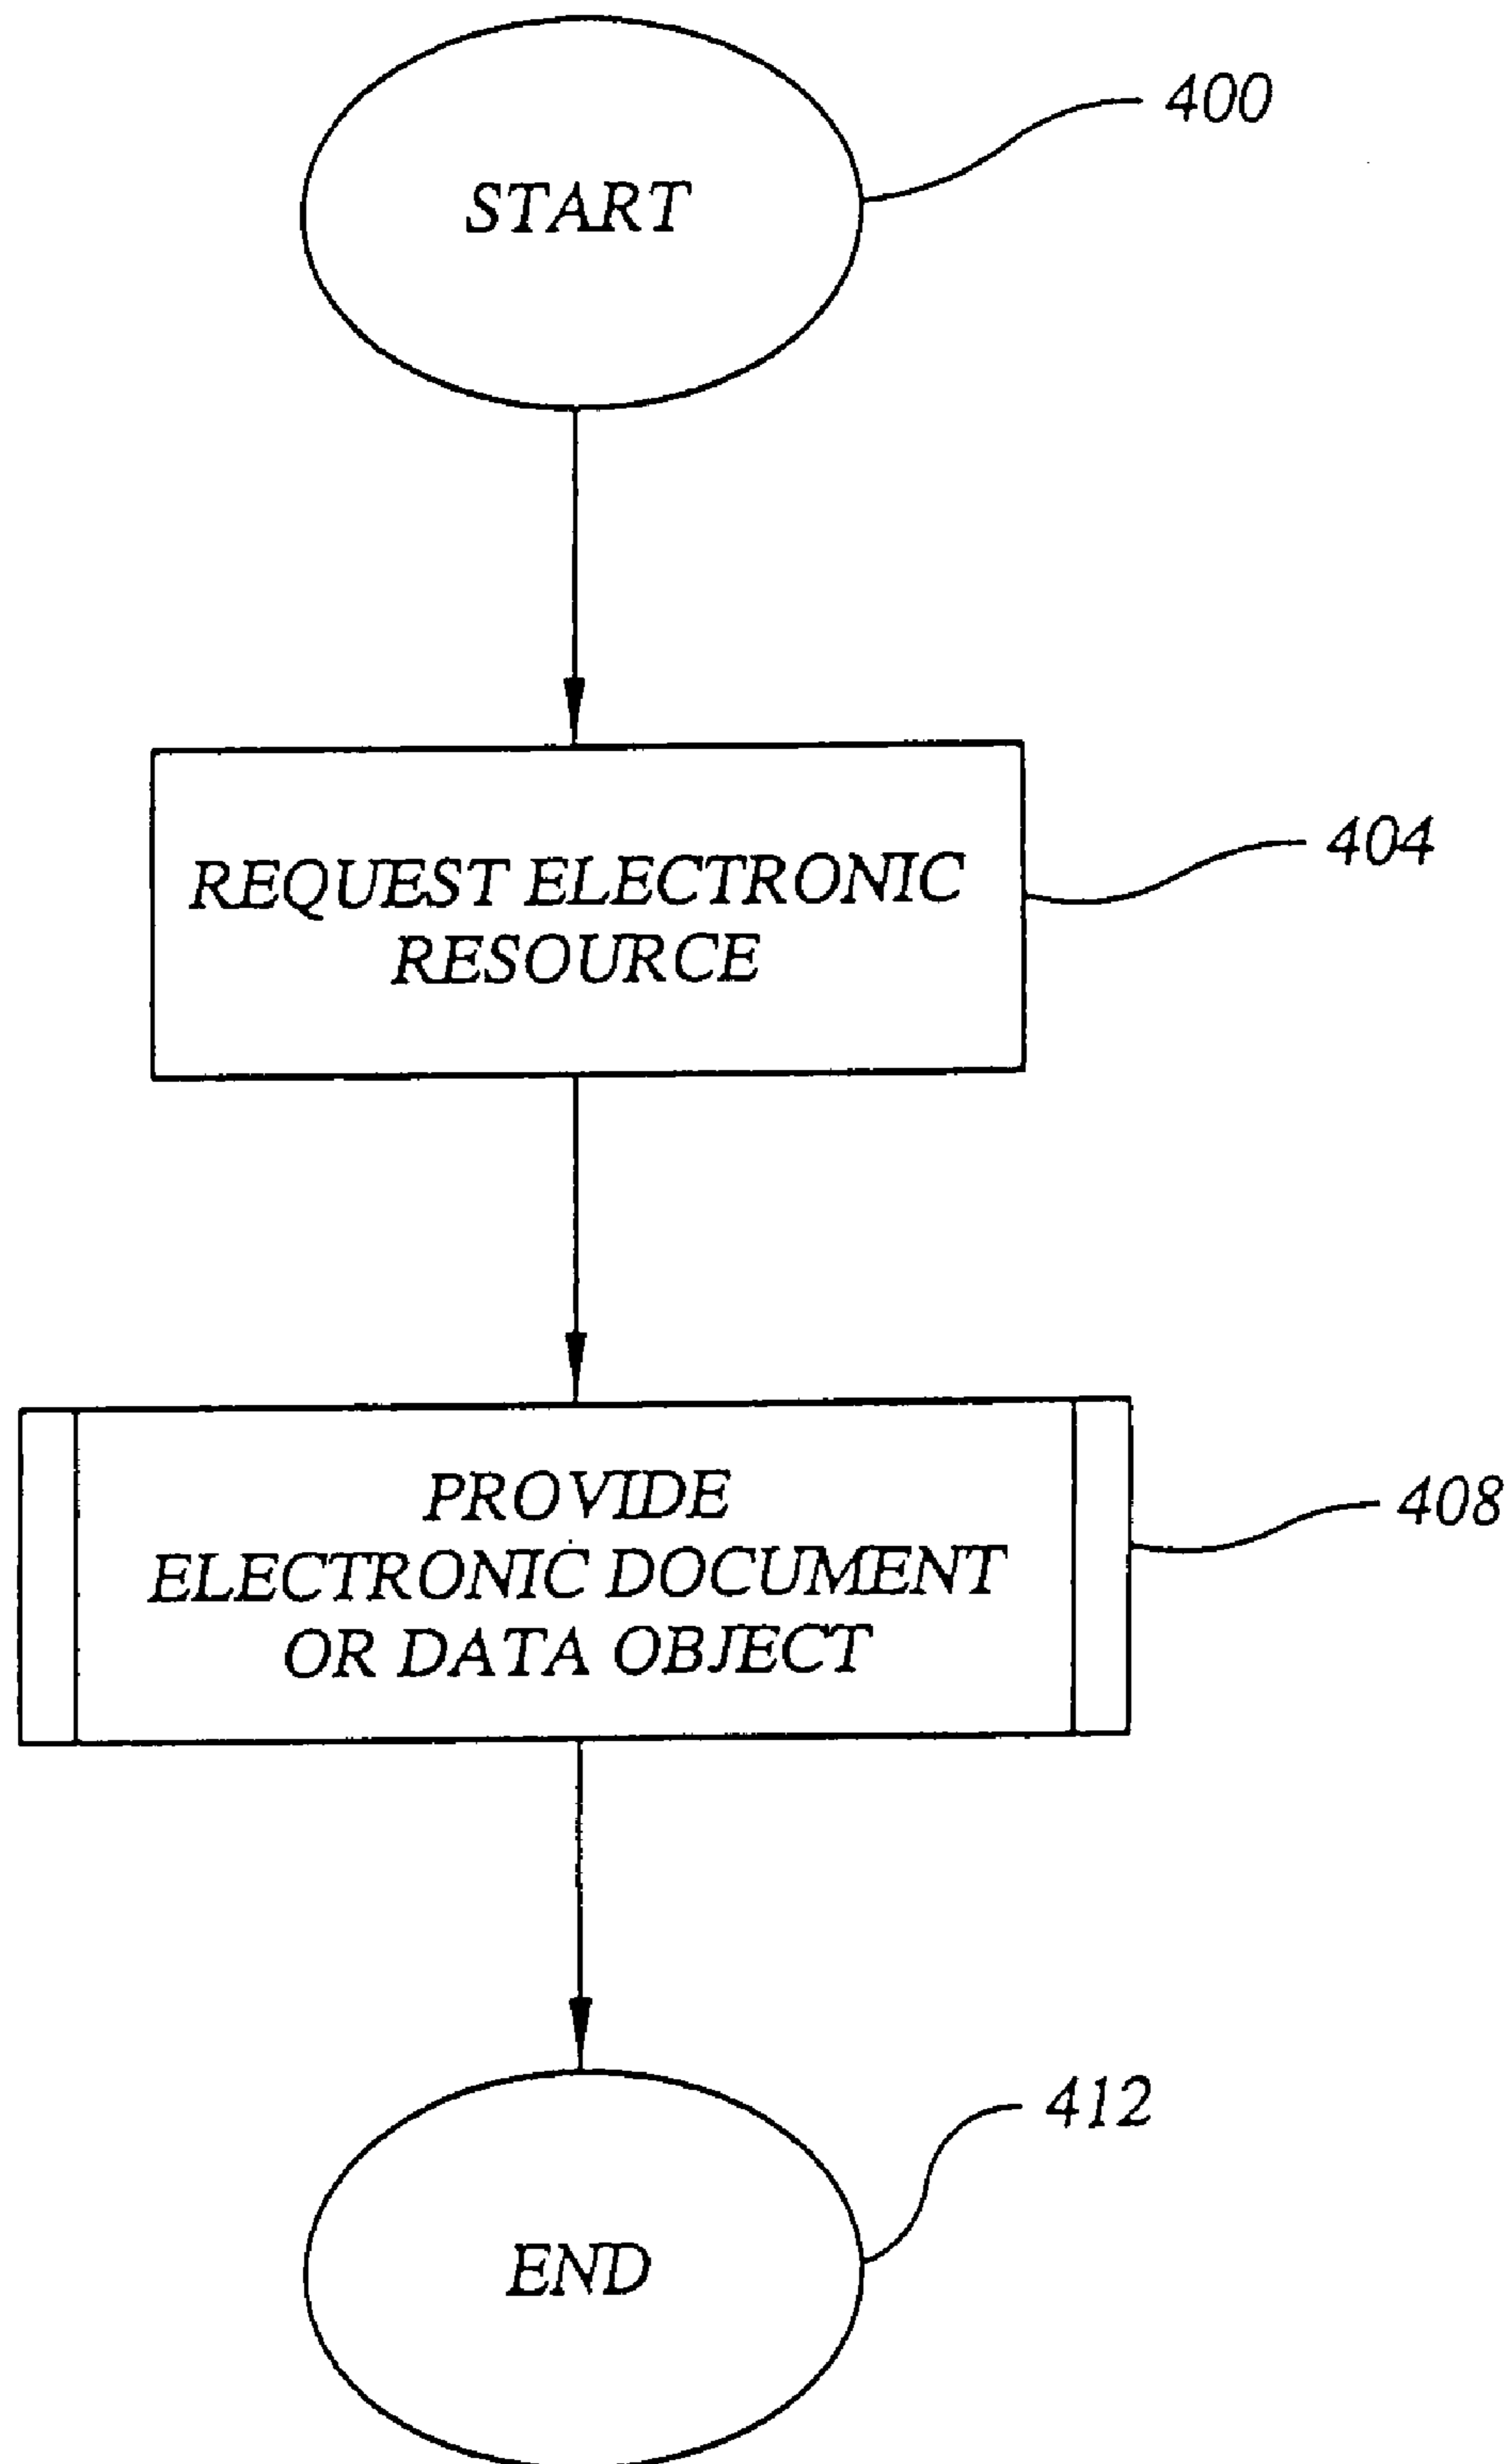 START
400
REQUEST ELECTRONIC
RESOURCE
404
PROVIDE
ELECTRONIC DOCUMENT
OR DATA OBJECT
408
END
412